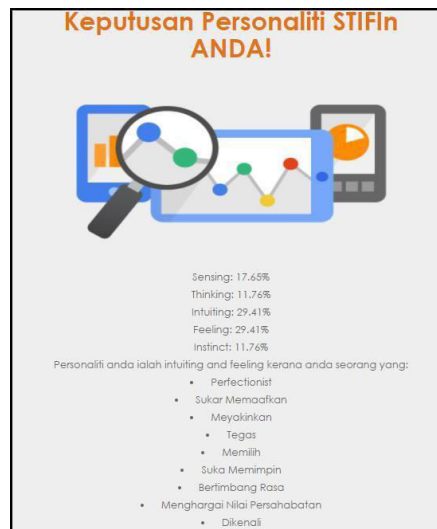 Keputusan Personaliti STIFIn
ANDA!
Sensing: 17.65%
Thinking: 11.76%
Intuiting: 29.41%
Feeling: 29.41%
Instinct: 11.76%
Personaliti anda ialah intuiting and feeling kerana anda seorang yang:
• Perfectionist
• Sukar Memaafkan
• Meyakinkan
• Tegas
• Memilih
• Suka Memimpin
• Bertimbang Rasa
• Menghargai Nilai Persahabatan
• Dikenali